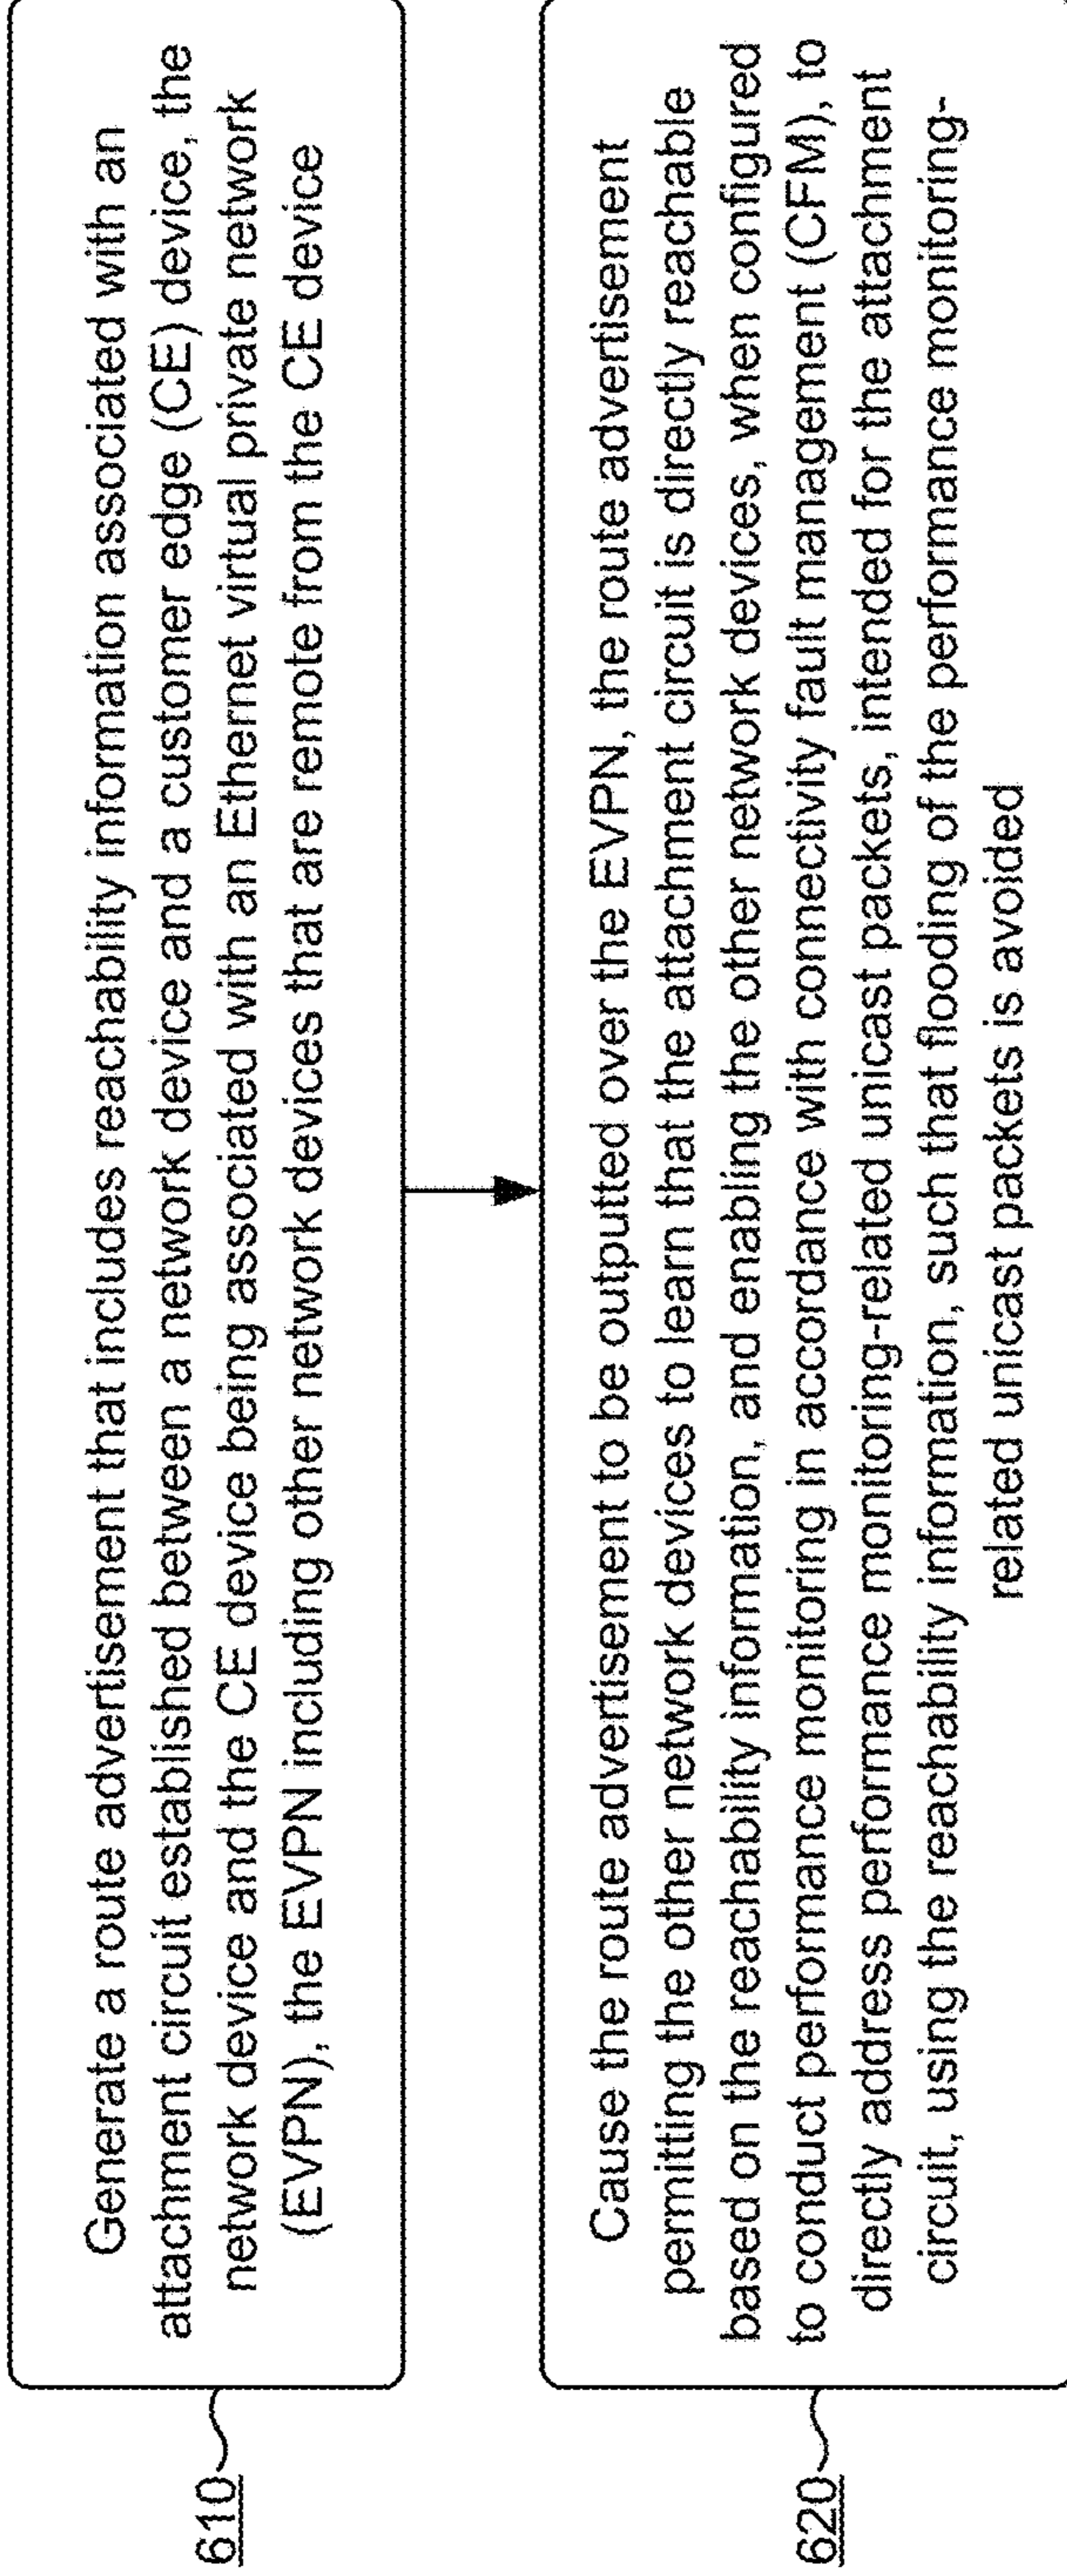 610
Generate a route advertisement that includes reachability information associated with an
attachment circuit established between a network device and a customer edge (CE) device, the
network device and the CE device being associated with an Ethernet virtual private network
(EVPN), the EVPN including other network devices that are remote from the CE device
620
Cause the route advertisement to be outputted over the EVPN, the route advertisement
permitting the other network devices to learn that the attachment circuit is directly reachable
based on the reachability information, and enabling the other network devices, when configured
to conduct performance monitoring in accordance with connectivity fault management (CFM), to
directly address performance monitoring-related unicast packets, intended for the attachment
circuit, using the reachability information, such that flooding of the performance monitoring-
related unicast packets is avoided